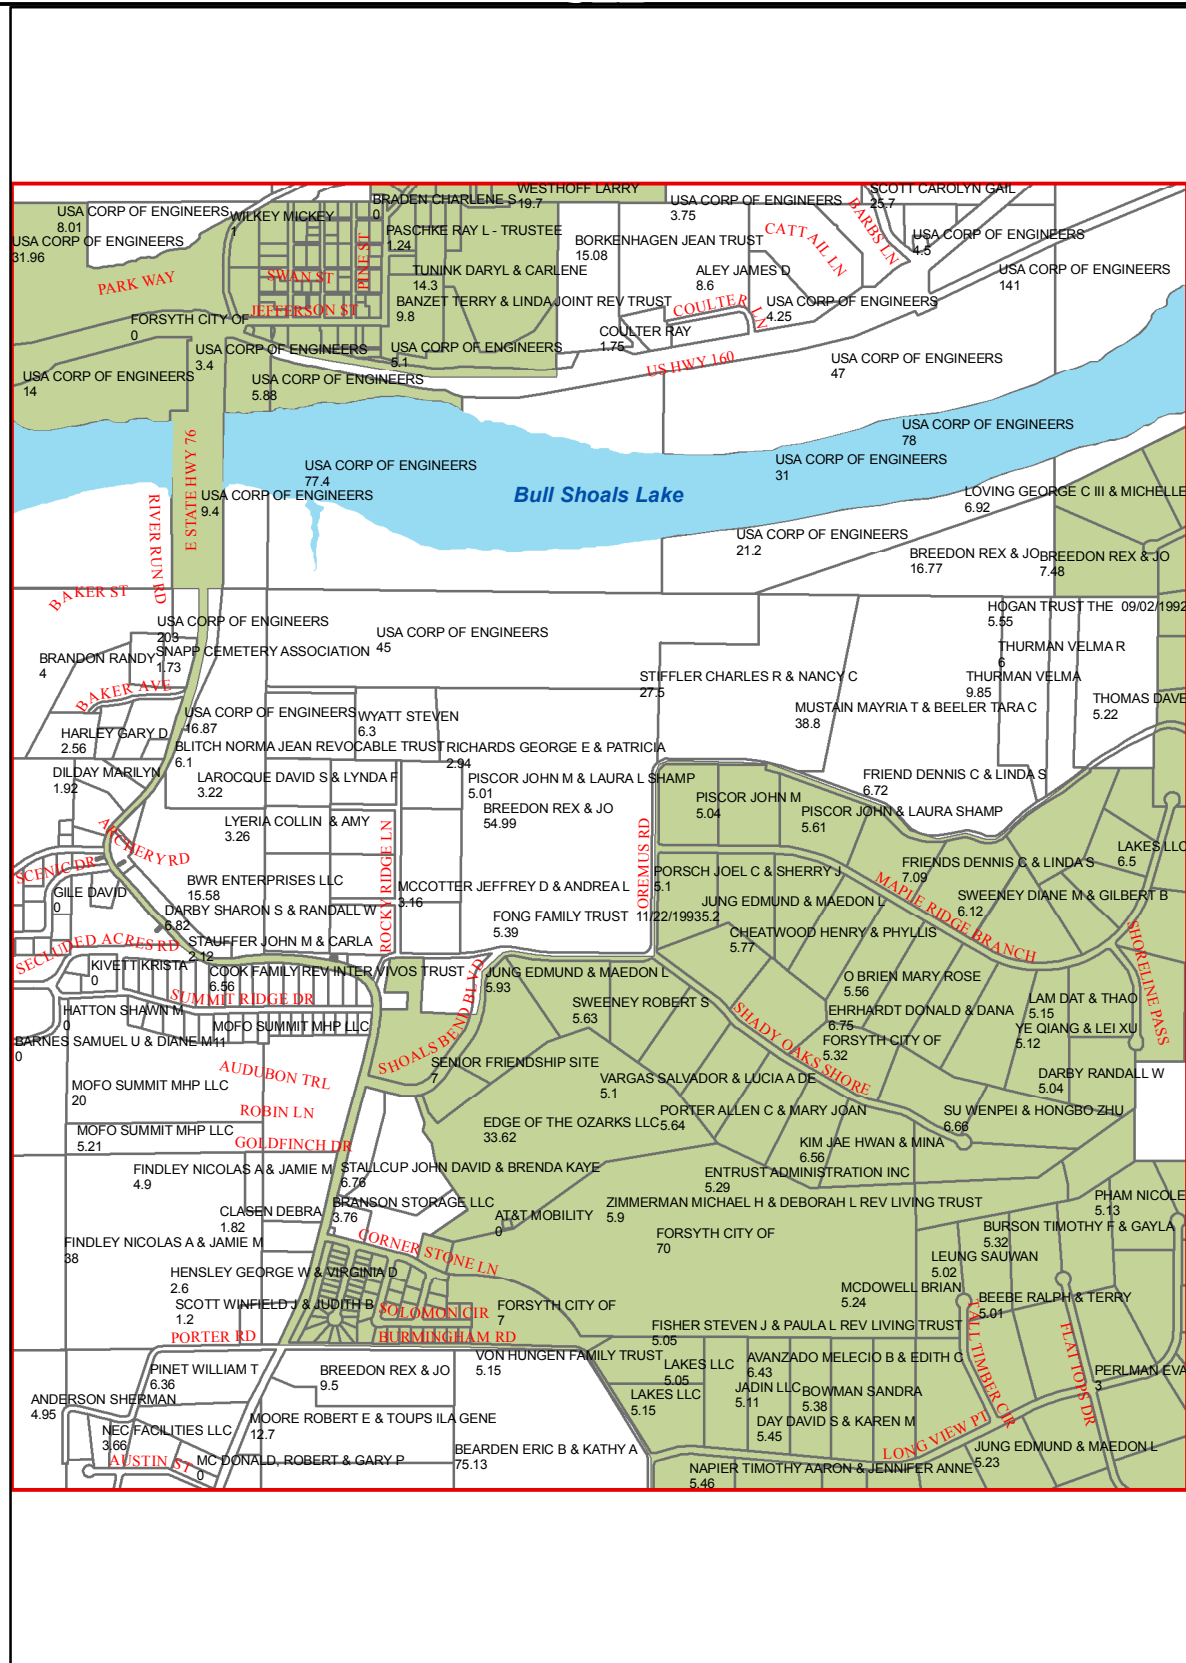 WESTHOFF LARRY
19.7
SCOTT CAROLYN GAIL
25.7
BRADEN CHARLENE S
0
USA CORP OF ENGINEERS
3.75
USA CORP OF ENGINEERS
8.01
WILKEY MICKEY
1
BARBS LN
PASCHKE RAY L - TRUSTEE
1.24
CATT AIL LN
USA CORP OF ENGINEERS
4.5
USA CORP OF ENGINEERS
31.96
BORKENHAGEN JEAN TRUST
15.08
PINE ST
PARK WAY
SWAN ST
TUNINK DARYL & CARLENE
14.3
ALEY JAMES D
8.6
USA CORP OF ENGINEERS
141
JEFFERSON ST
BANZET TERRY & LINDA JOINT REV TRUST
9.8
COULTER LN
USA CORP OF ENGINEERS
4.25
FORSYTH CITY OF
0
COULTER RAY
1.75
USA CORP OF ENGINEERS
3.4
USA CORP OF ENGINEERS
5.1
US HWY 160
USA CORP OF ENGINEERS
47
USA CORP OF ENGINEERS
14
USA CORP OF ENGINEERS
5.88
USA CORP OF ENGINEERS
78
E STATE HWY 76
USA CORP OF ENGINEERS
77.4
USA CORP OF ENGINEERS
31
Bull Shoals Lake
USA CORP OF ENGINEERS
9.4
LOVING GEORGE C III & MICHELLE
6.92
RIVER RUN RD
USA CORP OF ENGINEERS
21.2
BREEDON REX & JO
16.77
BREEDON REX & JO
7.48
BAKER ST
HOGAN TRUST THE 09/02/1992
5.55
USA CORP OF ENGINEERS
203
USA CORP OF ENGINEERS
45
THURMAN VELMA R
6
BRANDON RANDY
4
SNAPP CEMETERY ASSOCIATION
1.73
STIFFLER CHARLES R & NANCY C
27.5
THURMAN VELMA
9.85
BAKER AVE
THOMAS DAVE
5.22
MUSTAIN MAYRIA T & BEELER TARA C
38.8
USA CORP OF ENGINEERS
16.87
WYATT STEVEN
6.3
HARLEY GARY D
2.56
BLITCH NORMA JEAN REVOCABLE TRUST
6.1
RICHARDS GEORGE E & PATRICIA
2.94
DILDAY MARILYN
1.92
LAROCQUE DAVID S & LYNDA F
3.22
PISCOR JOHN M & LAURA L SHAMP
5.01
FRIEND DENNIS C & LINDA S
6.72
PISCOR JOHN M
5.04
BREEDON REX & JO
54.99
PISCOR JOHN & LAURA SHAMP
5.61
LYERIA COLLIN & AMY
3.26
ARCHERY RD
ROCKY RIDGE LN
OREMUS RD
LAKES LLC
6.5
SCENIC DR
FRIENDS DENNIS C & LINDA S
7.09
PORSCH JOEL C & SHERRY J
5.1
GILE DAVID
0
BWR ENTERPRISES LLC
15.58
MCCOTTER JEFFREY D & ANDREA L
3.16
MAPLE RIDGE BRANCH
SWEENEY DIANE M & GILBERT B
6.12
JUNG EDMUND & MAEDON L
DARBY SHARON S & RANDALL W
6.82
FONG FAMILY TRUST 11/22/19935.2
5.39
CHEATWOOD HENRY & PHYLLIS
5.77
SECLUDED ACRES RD
STAUFFER JOHN M & CARLA
2.12
SHORELINE PASS
KIVETT KRISTA
0
COOK FAMILY REV INTER VIVOS TRUST
6.56
JUNG EDMUND & MAEDON L
5.93
O BRIEN MARY ROSE
5.56
SUMMIT RIDGE DR
SWEENEY ROBERT S
5.63
LAM DAT & THAO
5.15
HATTON SHAWN M
0
EHRHARDT DONALD & DANA
6.75
MOFO SUMMIT MHP LLC
11
YE QIANG & LEI XU
5.12
BARNES SAMUEL U & DIANE M
0
SHOALS BEND BLVD
SHADY OAKS SHORE
FORSYTH CITY OF
5.32
SENIOR FRIENDSHIP SITE
7
AUDUBON TRL
VARGAS SALVADOR & LUCIA A DE
5.1
DARBY RANDALL W
5.04
MOFO SUMMIT MHP LLC
20
ROBIN LN
PORTER ALLEN C & MARY JOAN
5.64
SU WENPEI & HONGBO ZHU
6.66
EDGE OF THE OZARKS LLC
33.62
MOFO SUMMIT MHP LLC
5.21
GOLDFINCH DR
KIM JAE HWAN & MINA
6.56
FINDLEY NICOLAS A & JAMIE M
4.9
STALLCUP JOHN DAVID & BRENDA KAYE
6.76
ENTRUST ADMINISTRATION INC
5.29
BRANSON STORAGE LLC
3.76
ZIMMERMAN MICHAEL H & DEBORAH L REV LIVING TRUST
5.9
PHAM NICOLE
5.13
CLASEN DEBRA
1.82
AT&T MOBILITY
0
BURSON TIMOTHY F & GAYLA
5.32
FINDLEY NICOLAS A & JAMIE M
38
FORSYTH CITY OF
70
CORNER STONE LN
LEUNG SAUWAN
5.02
HENSLEY GEORGE W & VIRGINIA D
2.6
MCDOWELL BRIAN
5.24
BEEBE RALPH & TERRY
5.01
SCOTT WINFIELD J & JUDITH B
1.2
SOLOMON CIR
FORSYTH CITY OF
7
FISHER STEVEN J & PAULA L REV LIVING TRUST
5.05
PORTER RD
BURMINGHAM RD
TALL TIMBER CIR
FLAT TOPS DR
VON HUNGEN FAMILY TRUST
5.15
AVANZADO MELECIO B & EDITH C
6.43
PINET WILLIAM T
6.36
BREEDON REX & JO
9.5
LAKES LLC
5.05
PERLMAN EVA
3
ANDERSON SHERMAN
4.95
LAKES LLC
5.15
JADIN LLC
5.11
BOWMAN SANDRA
5.38
MOORE ROBERT E & TOUPS ILA GENE
12.7
DAY DAVID S & KAREN M
5.45
LONG VIEW PT
NEC FACILITIES LLC
3.66
BEARDEN ERIC B & KATHY A
75.13
JUNG EDMUND & MAEDON L
5.23
AUSTIN ST
MC DONALD, ROBERT & GARY P
0
NAPIER TIMOTHY AARON & JENNIFER ANNE
5.46